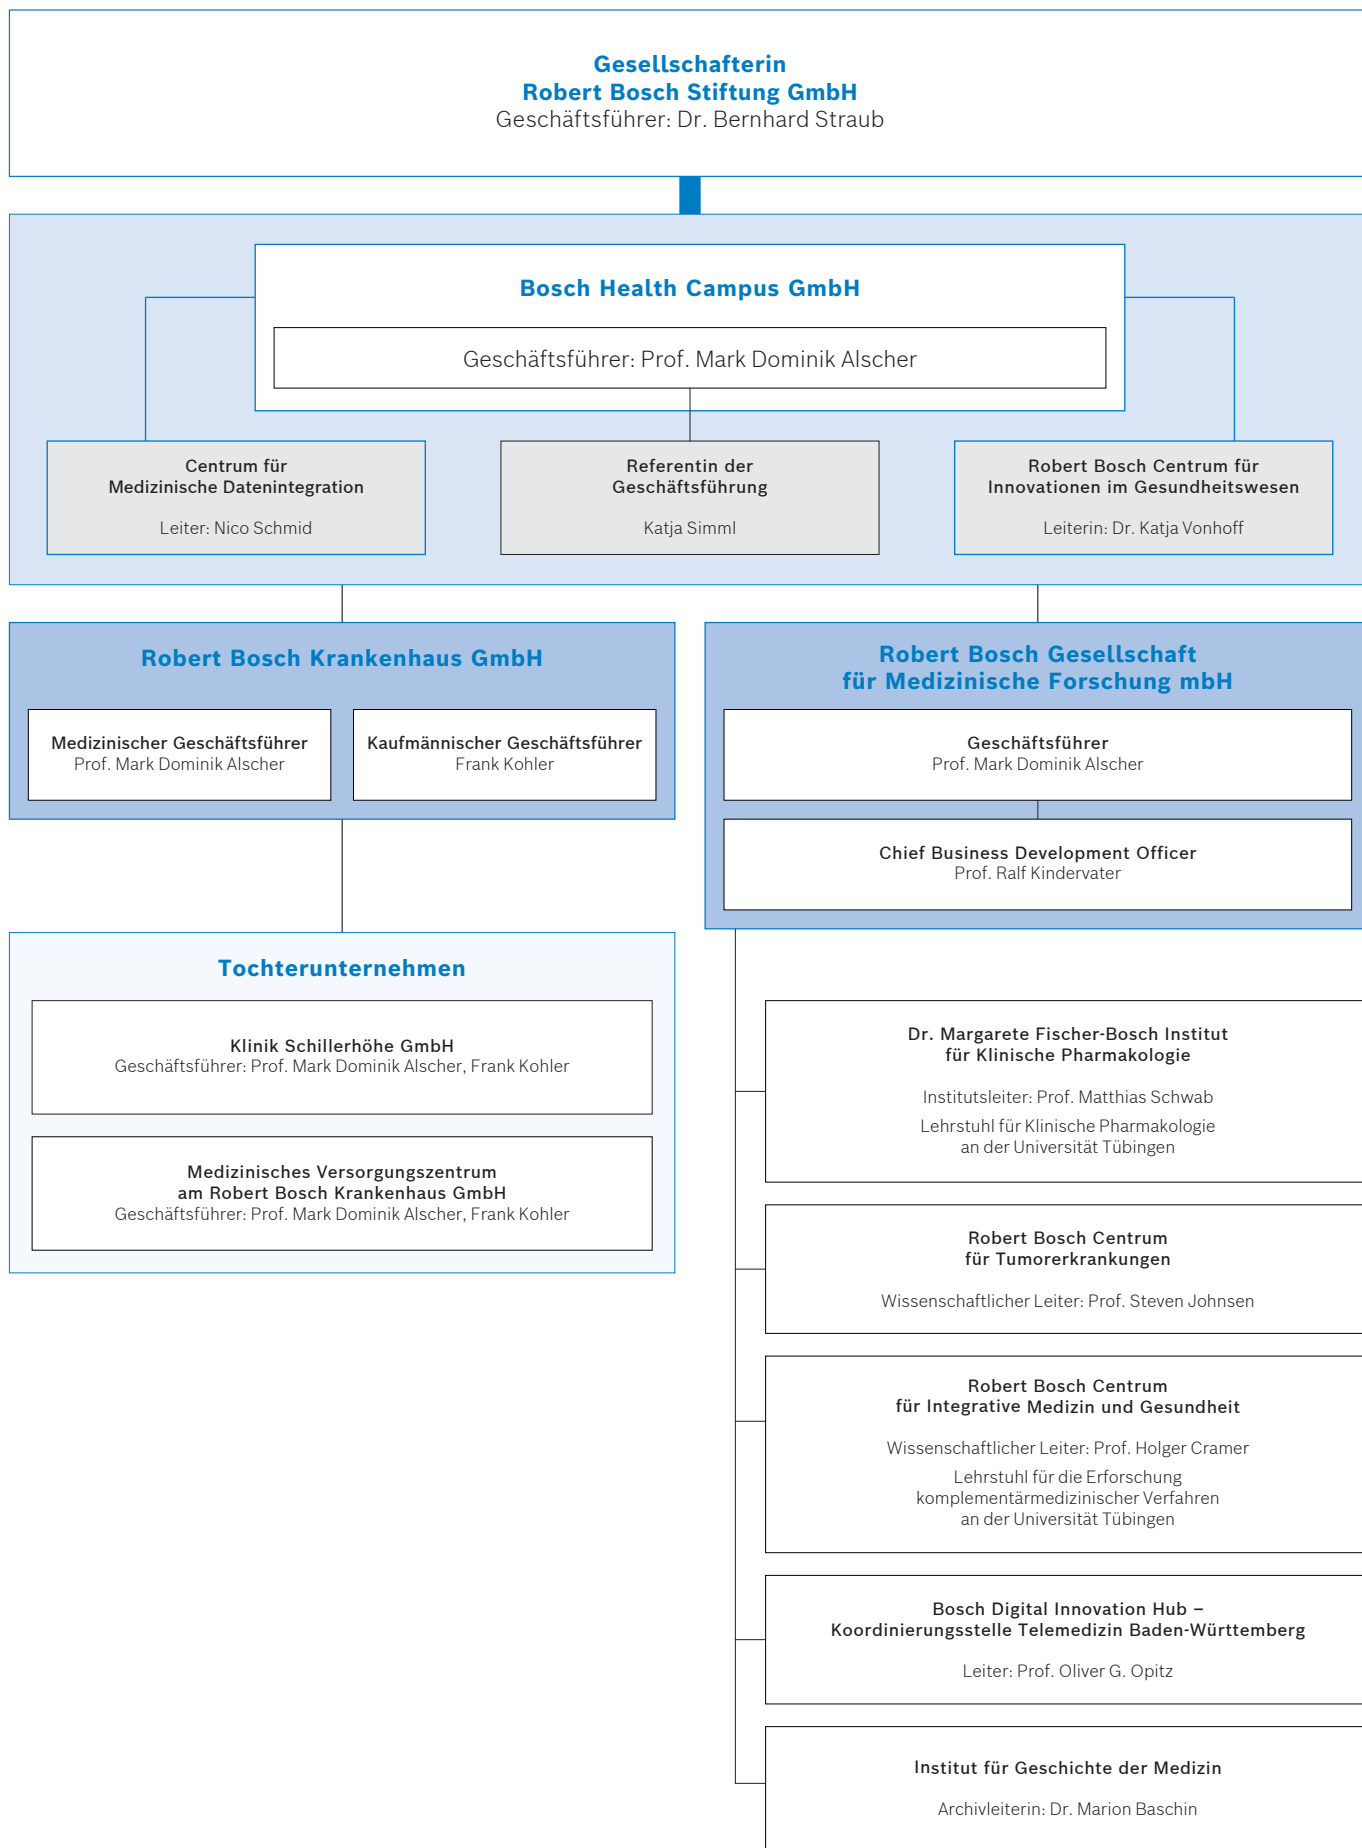 Gesellschafterin
Robert Bosch Stiftung GmbH
Geschäftsführer: Dr. Bernhard Straub
Bosch Health Campus GmbH
Geschäftsführer: Prof. Mark Dominik Alscher
Centrum für
Medizinische Datenintegration
Leiter: Nico Schmid
Referentin der
Geschäftsführung
Katja Simml
Robert Bosch Centrum für
Innovationen im Gesundheitswesen
Leiterin: Dr. Katja Vonhoff
Robert Bosch Krankenhaus GmbH
Medizinischer Geschäftsführer
Prof. Mark Dominik Alscher
Kaufmännischer Geschäftsführer
Frank Kohler
Tochterunternehmen
Klinik Schillerhöhe GmbH
Geschäftsführer: Prof. Mark Dominik Alscher, Frank Kohler
Medizinisches Versorgungszentrum
am Robert Bosch Krankenhaus GmbH
Geschäftsführer: Prof. Mark Dominik Alscher, Frank Kohler
Robert Bosch Gesellschaft
für Medizinische Forschung mbH
Geschäftsführer
Prof. Mark Dominik Alscher
Chief Business Development Officer
Prof. Ralf Kindervater
Dr. Margarete Fischer-Bosch Institut
für Klinische Pharmakologie
Institutsleiter: Prof. Matthias Schwab
Lehrstuhl für Klinische Pharmakologie
an der Universität Tübingen
Robert Bosch Centrum
für Tumorerkrankungen
Wissenschaftlicher Leiter: Prof. Steven Johnsen
Robert Bosch Centrum
für Integrative Medizin und Gesundheit
Wissenschaftlicher Leiter: Prof. Holger Cramer
Lehrstuhl für die Erforschung
komplementärmedizinischer Verfahren
an der Universität Tübingen
Bosch Digital Innovation Hub –
Koordinierungsstelle Telemedizin Baden-Württemberg
Leiter: Prof. Oliver G. Opitz
Institut für Geschichte der Medizin
Archivleiterin: Dr. Marion Baschin